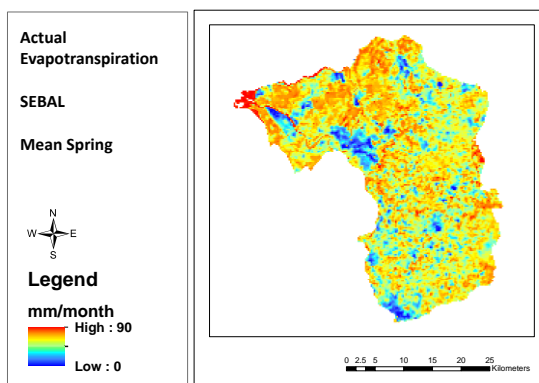 Actual
Evapotranspiration
SEBAL
Mean Spring
N
W E
S
Legend
mm/month
High : 90
Low : 0
0 2.5 5 10 15 20 25
Kilometers